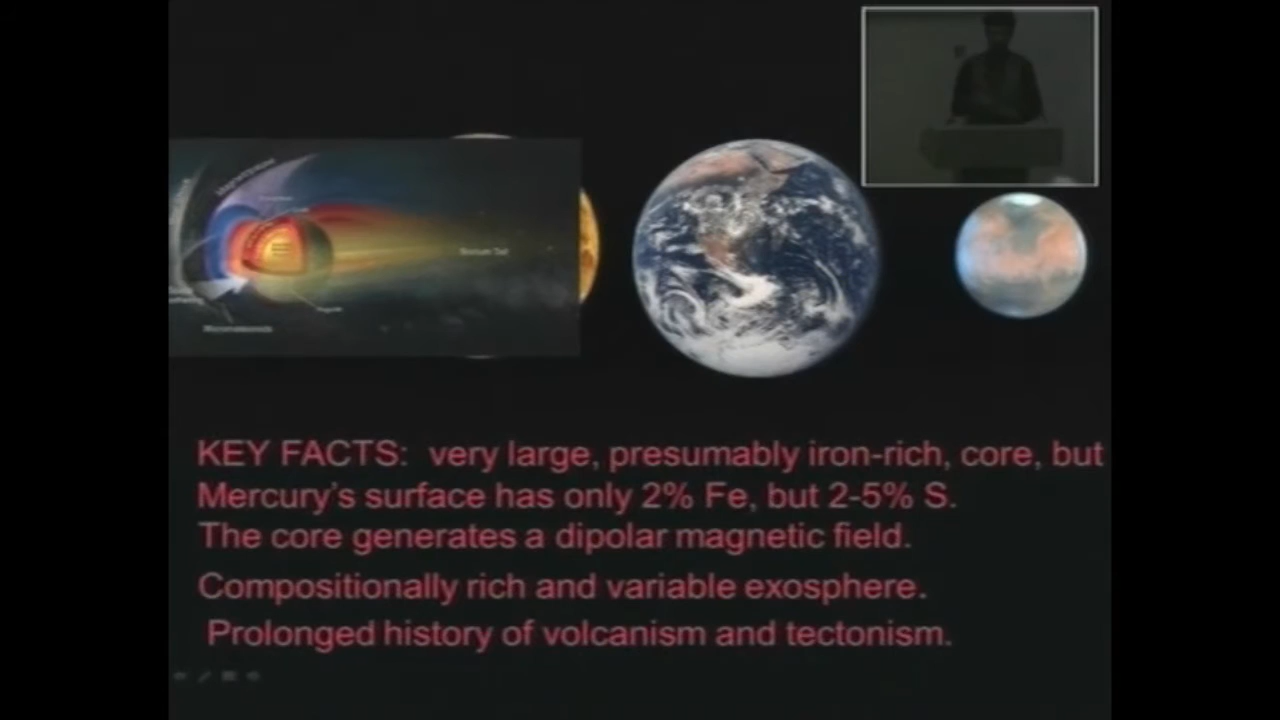 Sodium Tail
Micrometeoroids
KEY FACTS:  very large, presumably iron-rich, core, but
Mercury's surface has only 2% Fe, but 2-5% S.
The core generates a dipolar magnetic field.
Compositionally rich and variable exosphere.
Prolonged history of volcanism and tectonism.